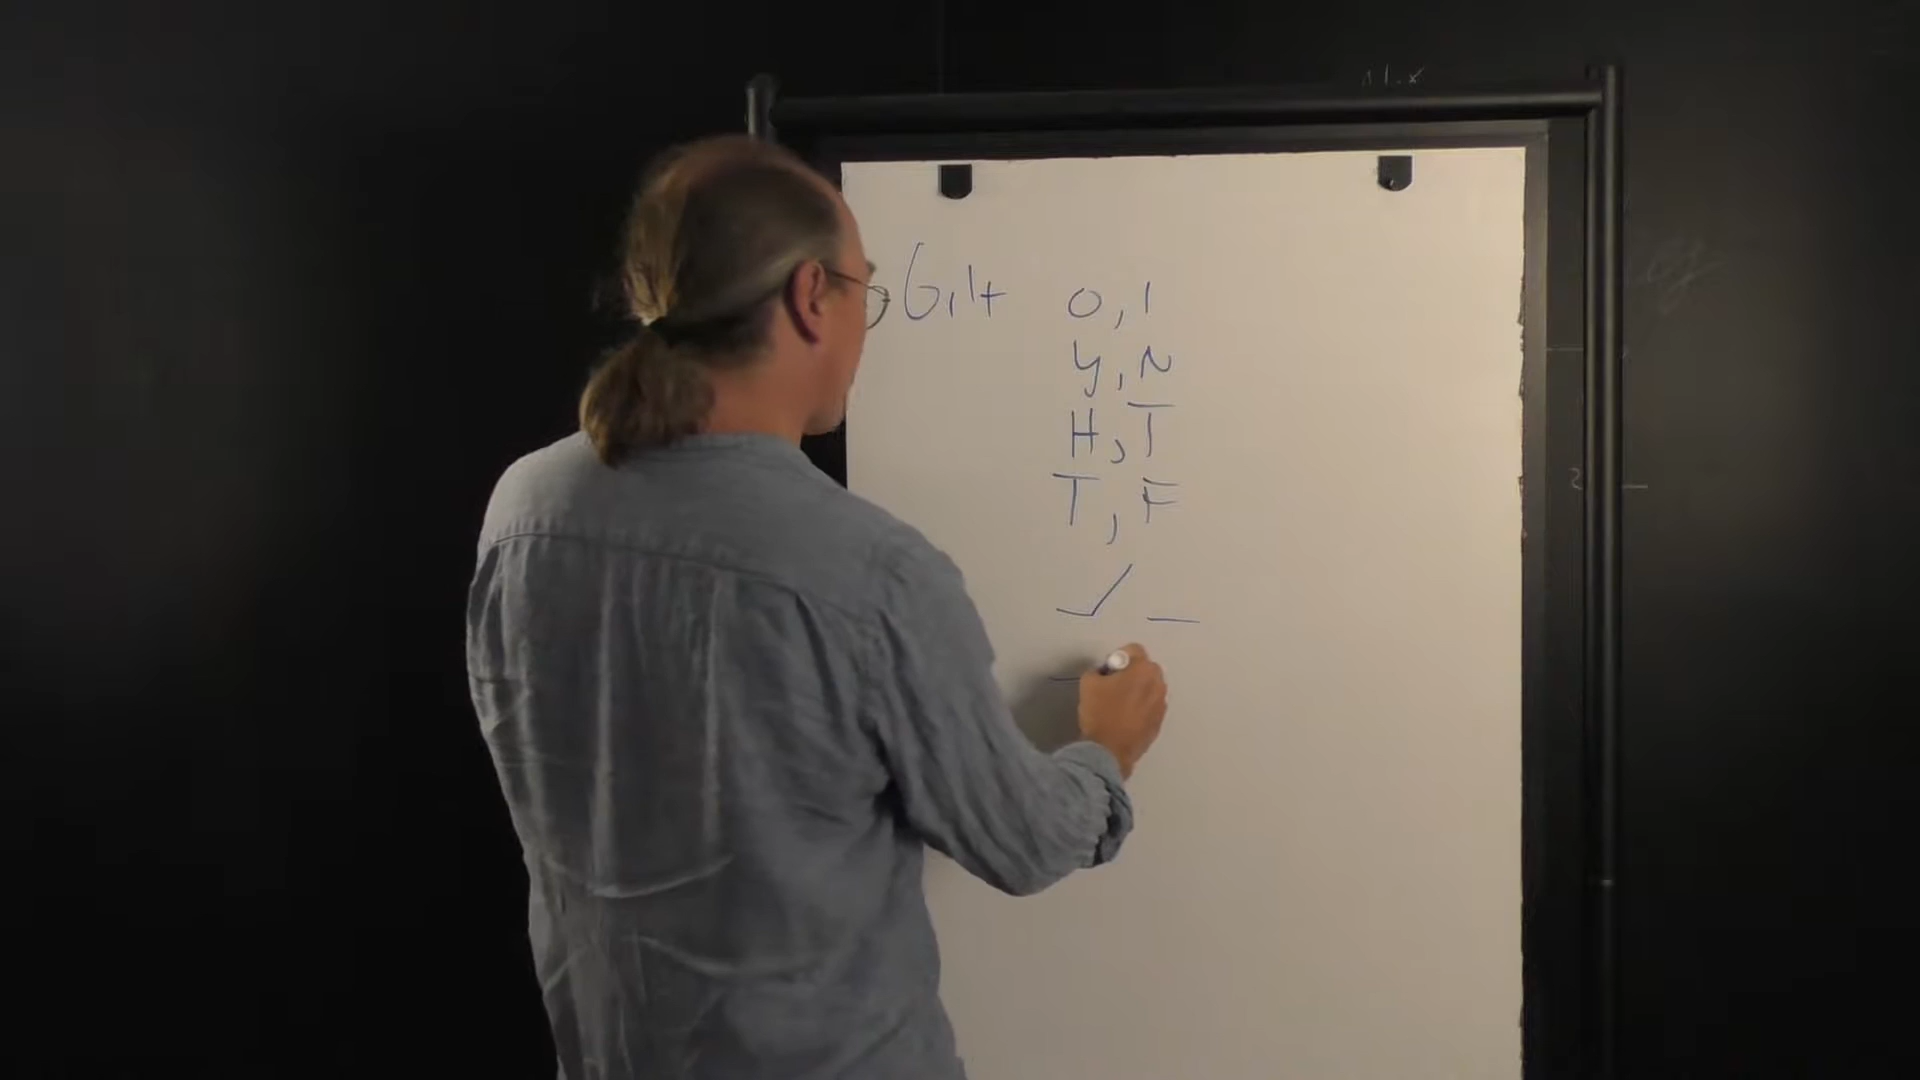 bit 0, 1
Y, N
H, T
T, F
✓ _